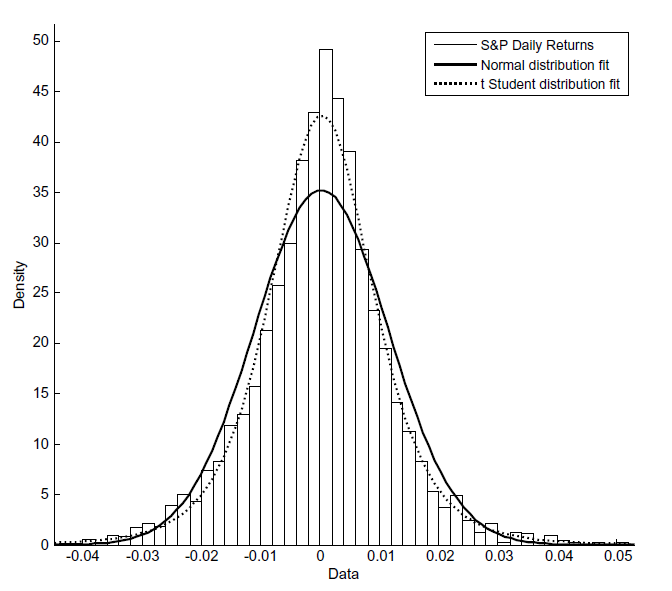 S&P Daily Returns
Normal distribution fit
t Student distribution fit
50
45
40
35
30
25
20
15
10
5
0
Density
-0.04 -0.03 -0.02 -0.01 0 0.01 0.02 0.03 0.04 0.05
Data